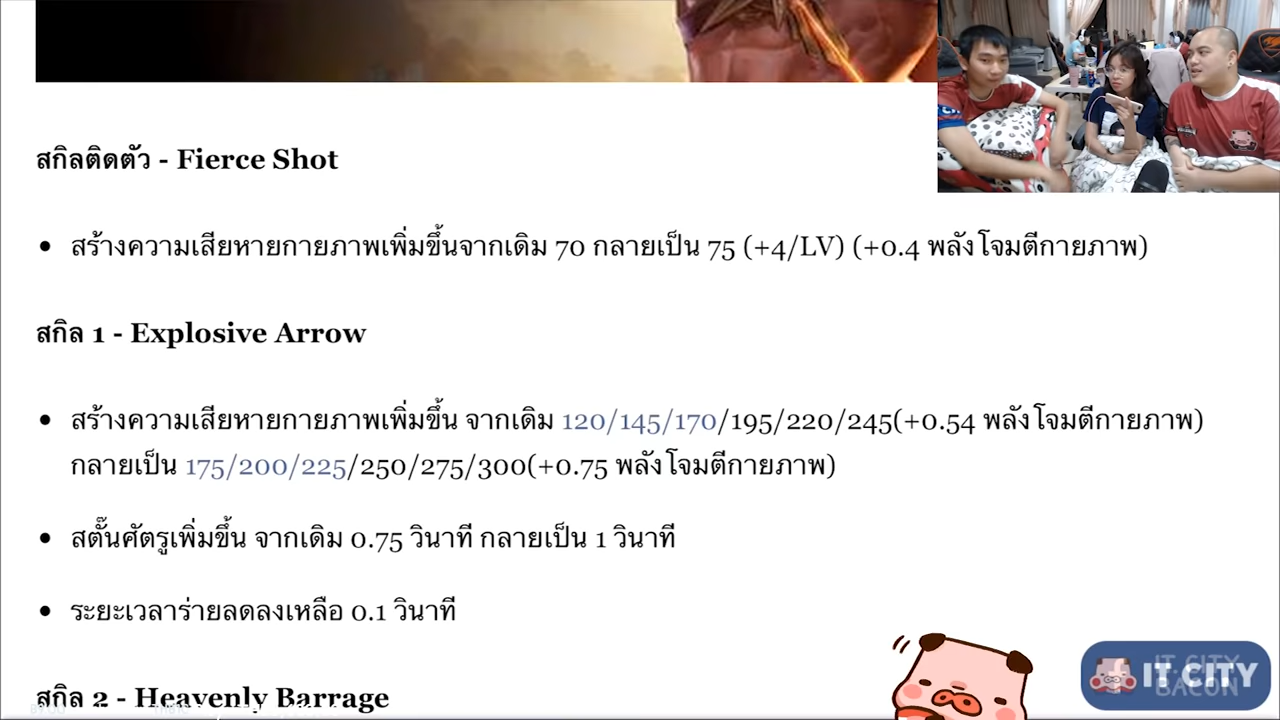 สกิลติดตัว - Fierce Shot
• สร้างความเสียหายกายภาพเพิ่มขึ้นจากเดิม 70 กลายเป็น 75 (+4/LV) (+0.4 พลังโจมตีกายภาพ)
สกิล 1 - Explosive Arrow
• สร้างความเสียหายกายภาพเพิ่มขึ้น จากเดิม 120/145/170/195/220/245(+0.54 พลังโจมตีกายภาพ)
กลายเป็น 175/200/225/250/275/300(+0.75 พลังโจมตีกายภาพ)
• สตั๊นศัตรูเพิ่มขึ้น จากเดิม 0.75 วินาที กลายเป็น 1 วินาที
• ระยะเวลาร่ายลดลงเหลือ 0.1 วินาที
สกิล 2 - Heavenly Barrage
IT CITY
IT CITY
BACON